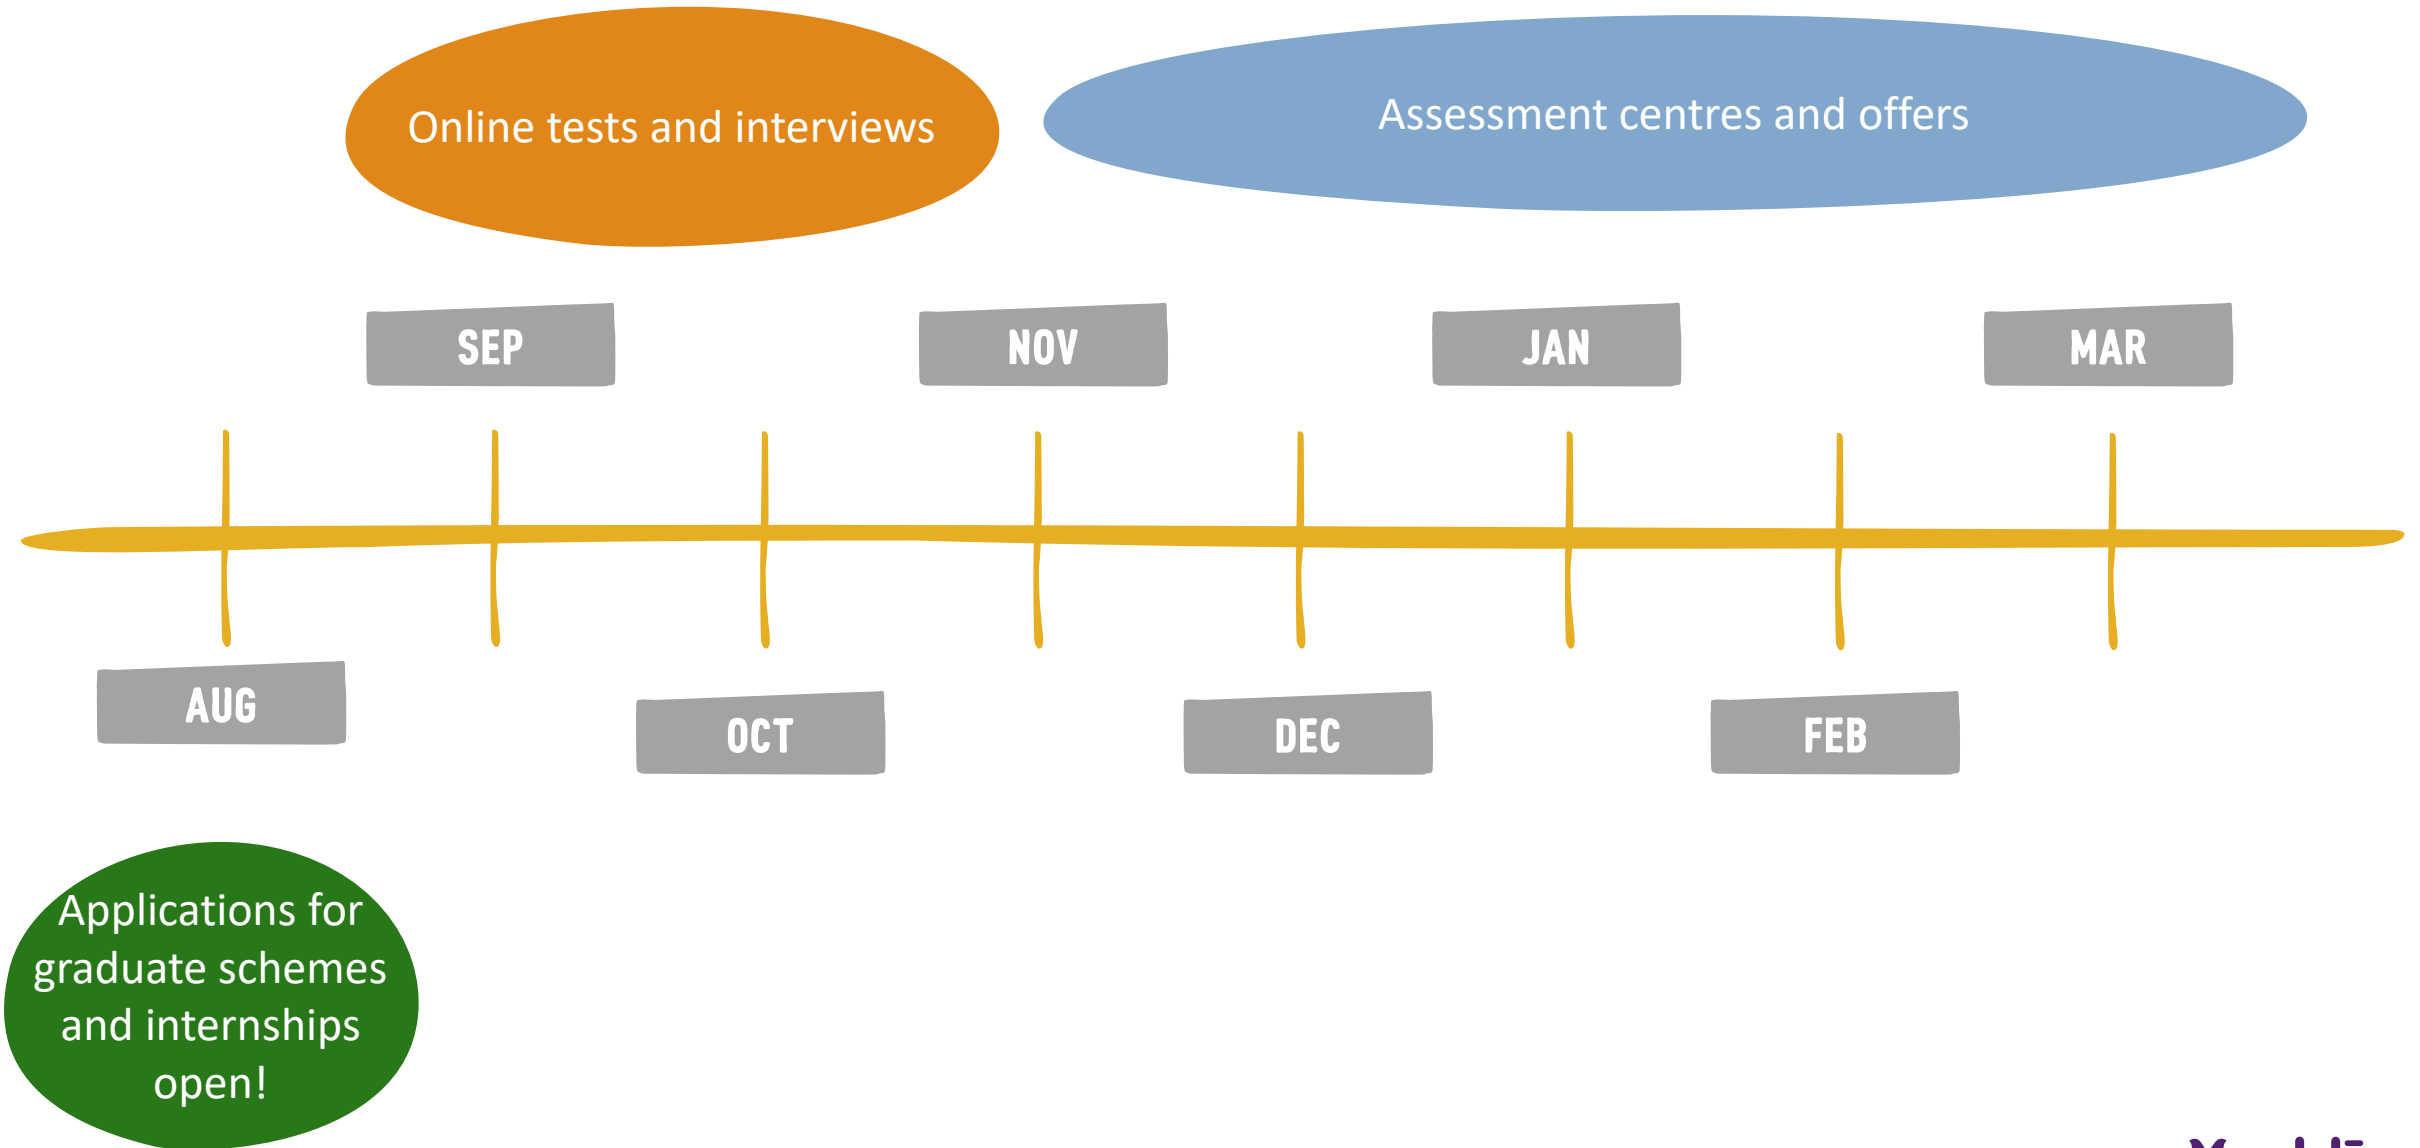 Online tests and interviews
Assessment centres and offers
SEP
NOV
JAN
MAR
AUG
OCT
DEC
FEB
Applications for
graduate schemes
and internships
open!